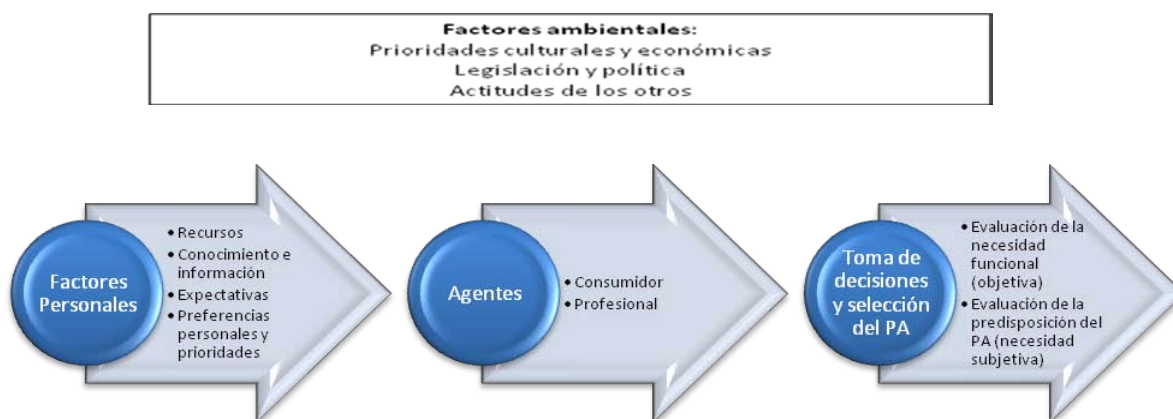 Factores ambientales:
Prioridades culturales y económicas
Legislación y política
Actitudes de los otros
Factores
Personales
• Recursos
• Conocimiento e
información
• Expectativas
• Preferencias
personales y
prioridades
Agentes
• Consumidor
• Profesional
Toma de
decisiones
y selección
del PA
• Evaluación de la
necesidad
funcional
(objetiva)
• Evaluación de la
predisposición del
PA (necesidad
subjetiva)